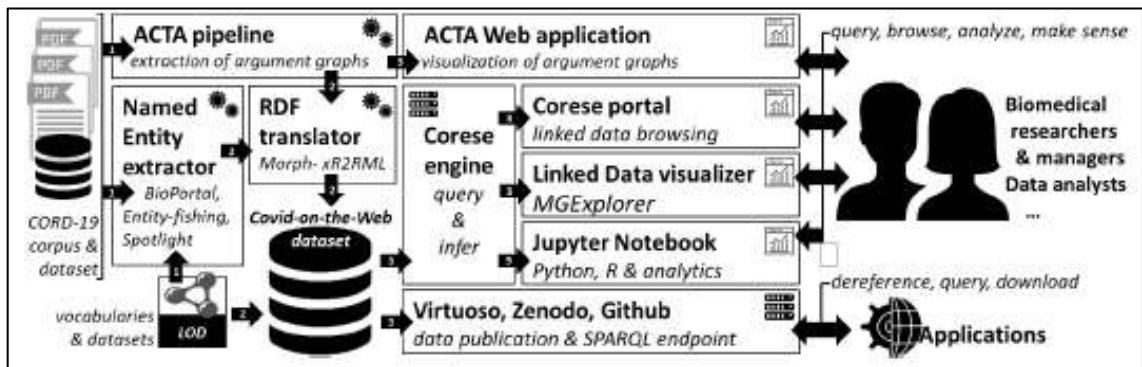 PDF
PDF
PDF
CORD-19
corpus &
dataset
ACTA pipeline
extraction of argument graphs
Named
Entity
extractor
BioPortal,
Entity-fishing,
Spotlight
RDF
translator
Morph- xR2RML
Covid-on-the-Web
dataset
vocabularies
& datasets
LOD
ACTA Web application
visualization of argument graphs
Corese
engine
query
&
infer
Corese portal
linked data browsing
Linked Data visualizer
MGExplorer
Jupyter Notebook
Python, R & analytics
Virtuoso, Zenodo, Github
data publication & SPARQL endpoint
query, browse, analyze, make sense
Biomedical
researchers
& managers
Data analysts
...
dereference, query, download
Applications